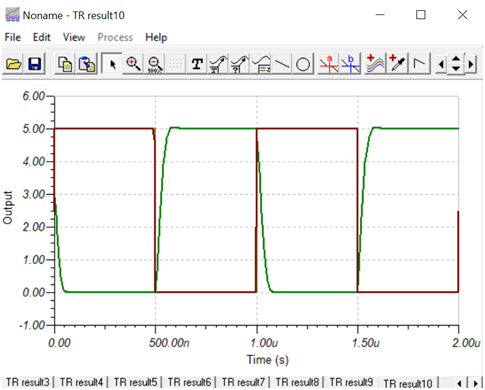 Noname - TR result10
File Edit View Process Help
T
a
b
6.00
5.00
4.00
3.00
2.00
1.00
0.00
-1.00
Output
0.00 500.00n 1.00u 1.50u 2.00u
Time (s)
TR result3 TR result4 TR result5 TR result6 TR result7 TR result8 TR result9 TR result10